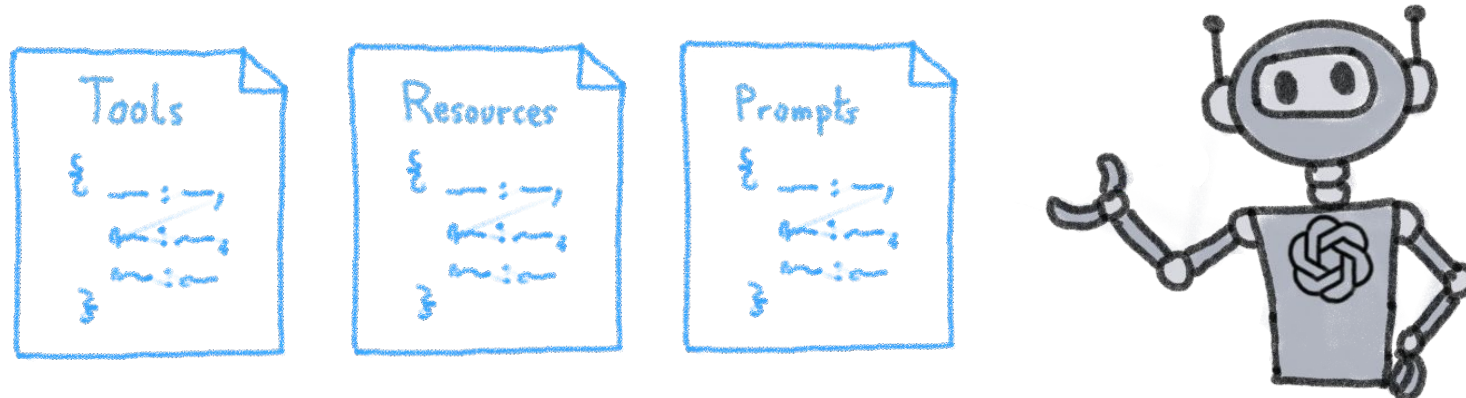 Tools
Resources
Prompts
{ : ,
: ,
:
}
{ : ,
: ,
:
}
{ : ,
: ,
:
}